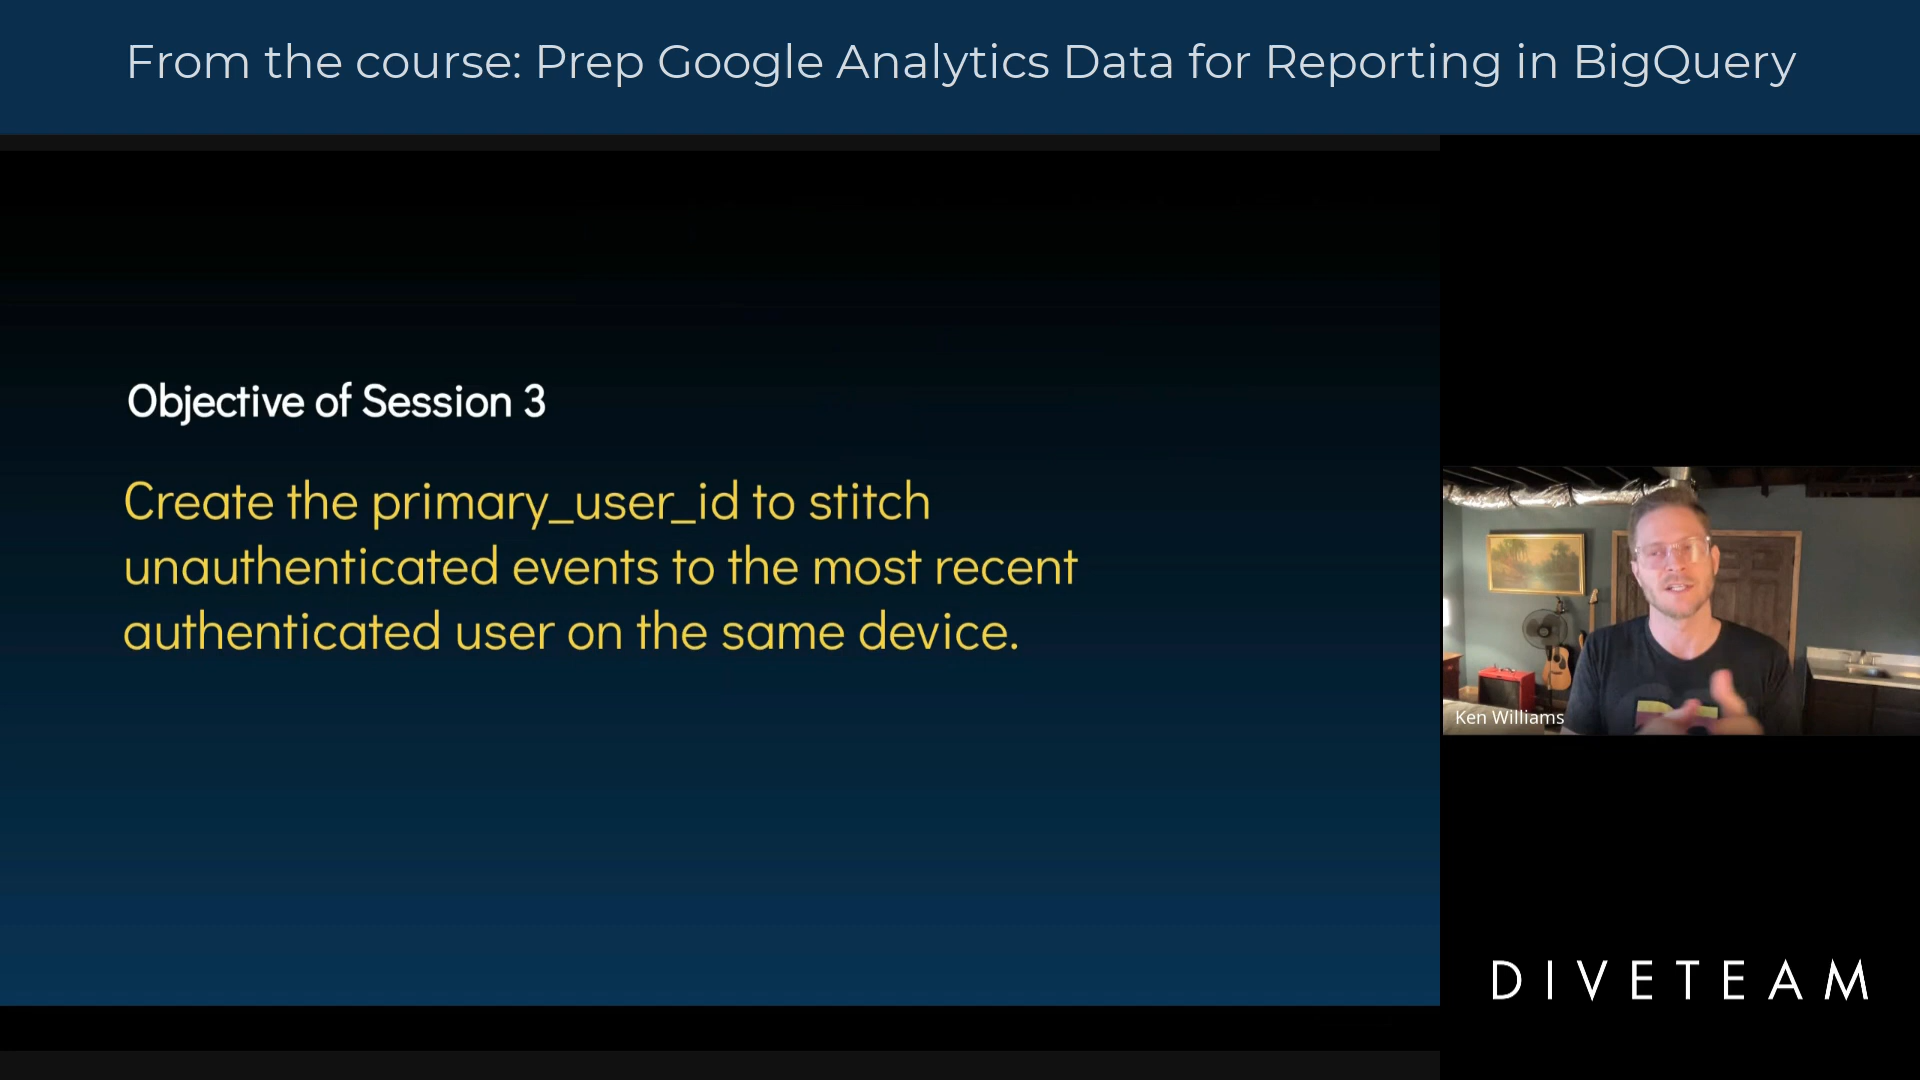 From the course: Prep Google Analytics Data for Reporting in BigQuery
Objective of Session 3
Create the primary_user_id to stitch
unauthenticated events to the most recent
authenticated user on the same device.
Ken Williams
DIVETEAM